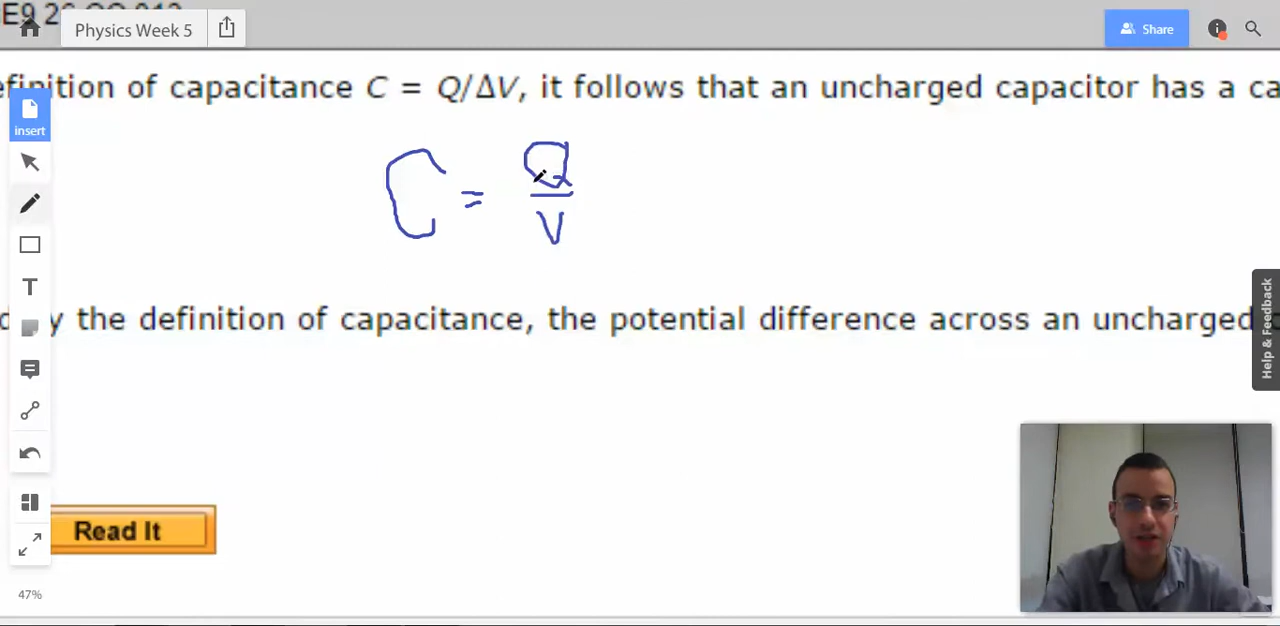 Physics Week 5
Share
efinition of capacitance C = Q/ΔV, it follows that an uncharged capacitor has a ca
insert
C = Q/V
T
y the definition of capacitance, the potential difference across an uncharged
Help & Feedback
Read It
47%